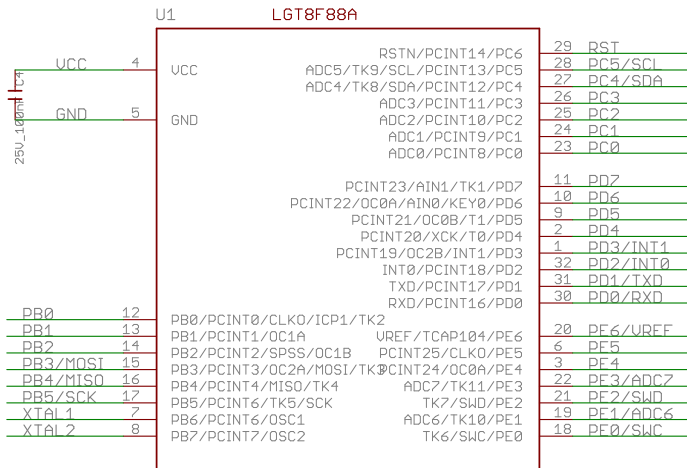 U1 LGT8F88A
RSTN/PCINT14/PC6 29 RST
VCC 4 VCC ADC5/TK9/SCL/PCINT13/PC5 28 PC5/SCL
ADC4/TK8/SDA/PCINT12/PC4 27 PC4/SDA
C4
25V_100nF
ADC3/PCINT11/PC3 26 PC3
GND 5 GND ADC2/PCINT10/PC2 25 PC2
ADC1/PCINT9/PC1 24 PC1
ADC0/PCINT8/PC0 23 PC0
PCINT23/AIN1/TK1/PD7 11 PD7
PCINT22/OC0A/AIN0/KEY0/PD6 10 PD6
PCINT21/OC0B/T1/PD5 9 PD5
PCINT20/XCK/T0/PD4 2 PD4
PCINT19/OC2B/INT1/PD3 1 PD3/INT1
INT0/PCINT18/PD2 32 PD2/INT0
TXD/PCINT17/PD1 31 PD1/TXD
RXD/PCINT16/PD0 30 PD0/RXD
PB0 12 PB0/PCINT0/CLKO/ICP1/TK2
PB1 13 PB1/PCINT1/OC1A VREF/TCAP104/PE6 20 PE6/VREF
PB2 14 PB2/PCINT2/SPSS/OC1B PCINT25/CLKO/PE5 6 PE5
PB3/MOSI 15 PB3/PCINT3/OC2A/MOSI/TK3 PCINT24/OC0A/PE4 3 PE4
PB4/MISO 16 PB4/PCINT4/MISO/TK4 ADC7/TK11/PE3 22 PE3/ADC7
PB5/SCK 17 PB5/PCINT6/TK5/SCK TK7/SWD/PE2 21 PE2/SWD
XTAL1 7 PB6/PCINT6/OSC1 ADC6/TK10/PE1 19 PE1/ADC6
XTAL2 8 PB7/PCINT7/OSC2 TK6/SWC/PE0 18 PE0/SWC